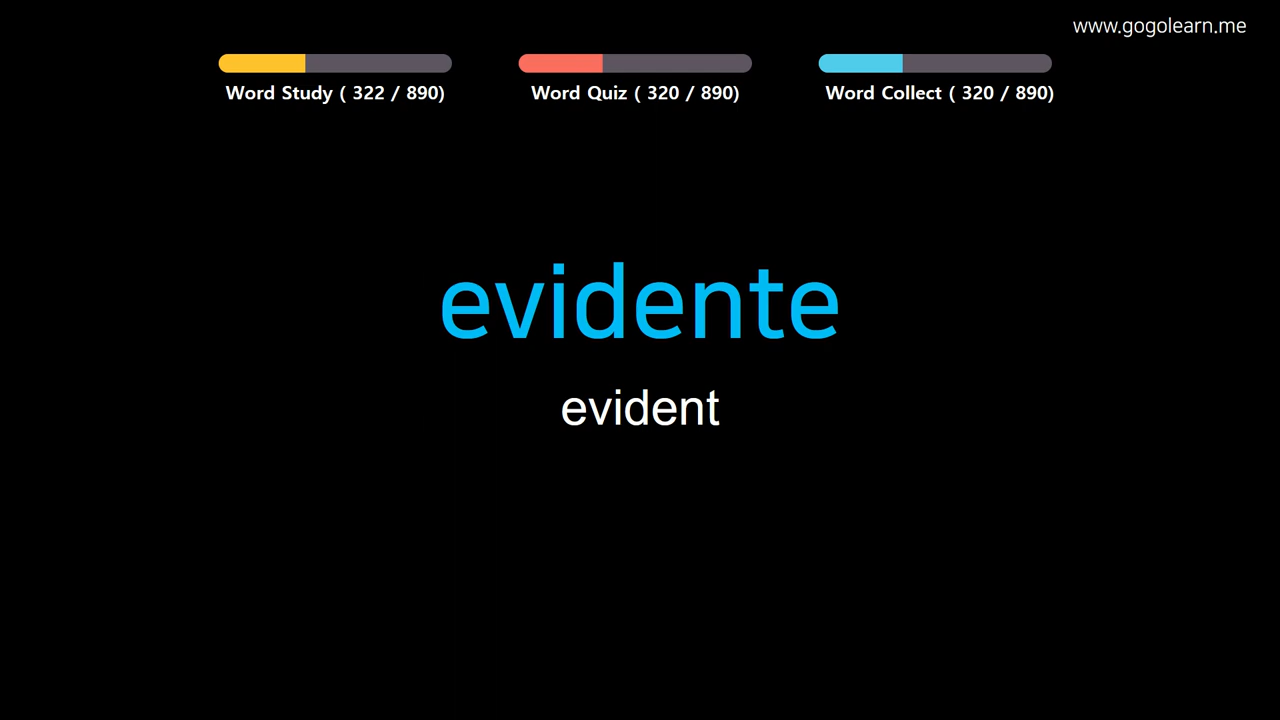 www.gogolearn.me
Word Study ( 322 / 890)
Word Quiz ( 320 / 890)
Word Collect ( 320 / 890)
evidente
evident